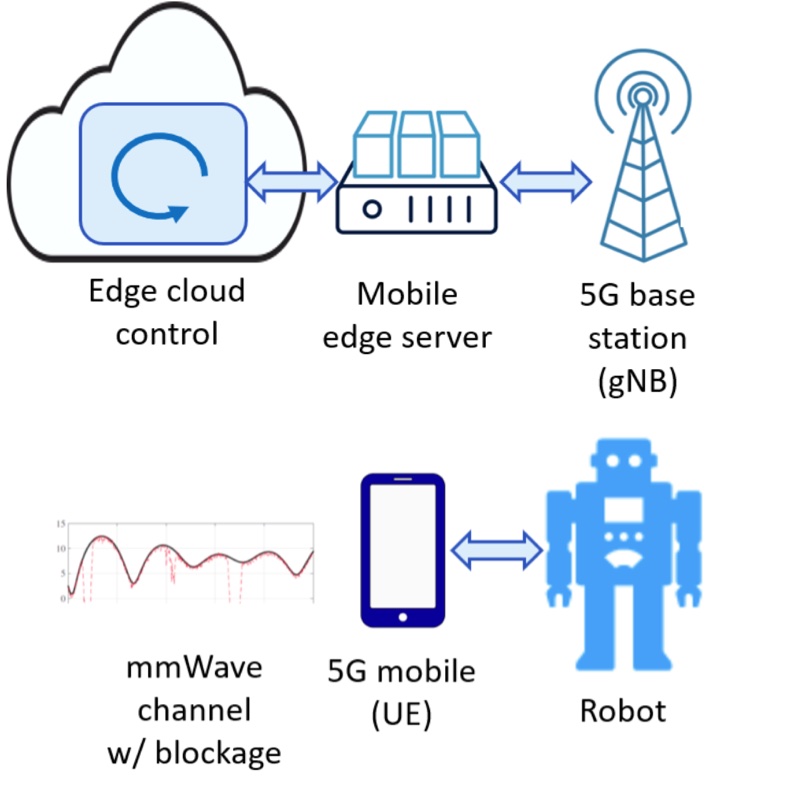 Edge cloud
control
Mobile
edge server
5G base
station
(gNB)
15
10
5
0
mmWave
channel
w/ blockage
5G mobile
(UE)
Robot